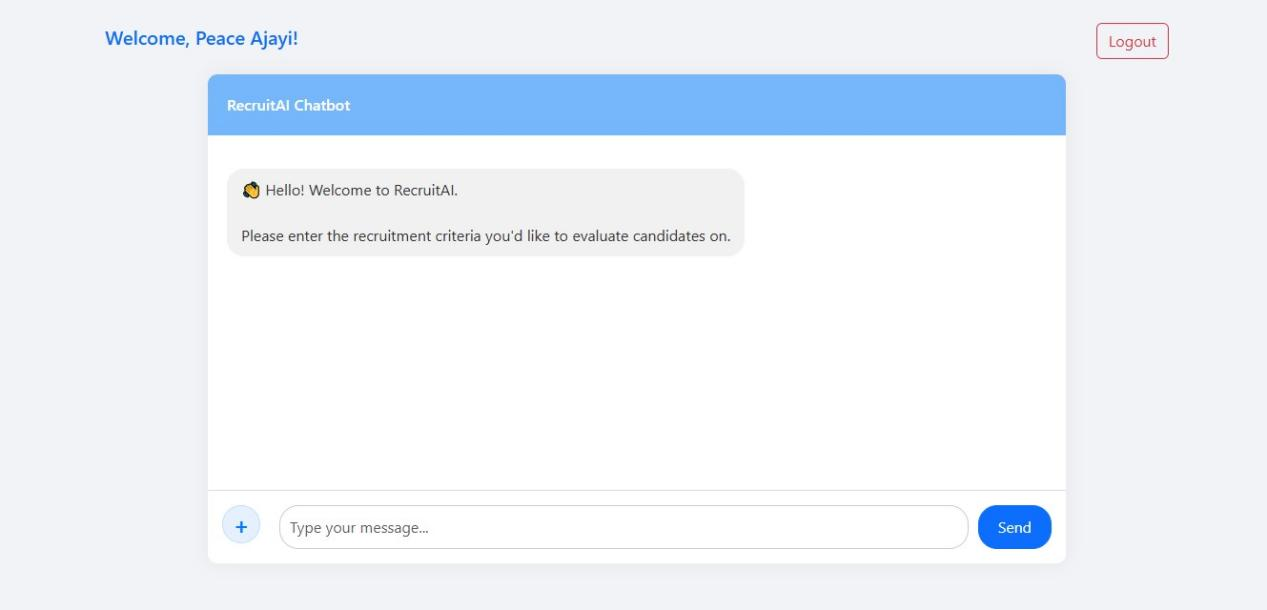 Welcome, Peace Ajayi!
Logout
RecruitAI Chatbot
👋 Hello! Welcome to RecruitAI.
Please enter the recruitment criteria you'd like to evaluate candidates on.
+
Type your message...
Send